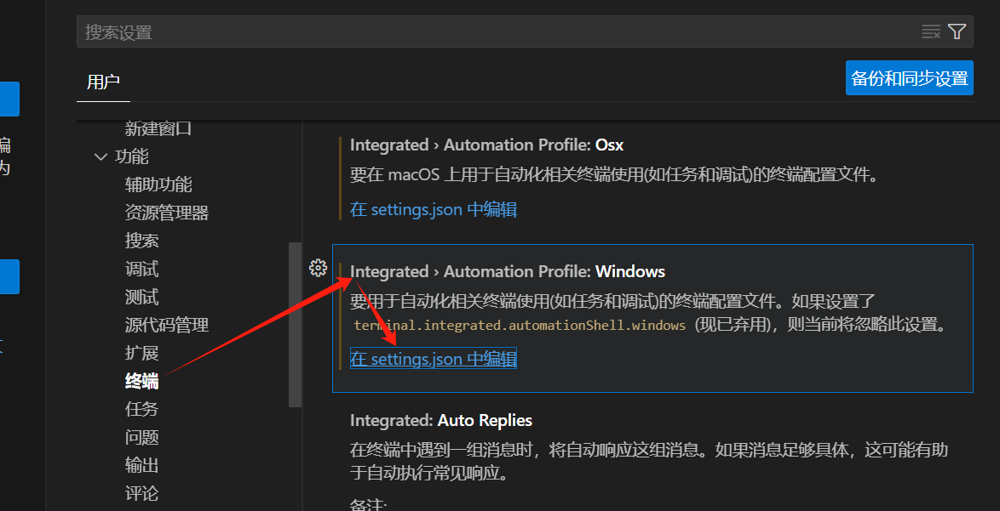 搜索设置
用户
备份和同步设置
编
为
新建窗口
功能
辅助功能
资源管理器
搜索
调试
测试
源代码管理
扩展
终端
任务
问题
输出
评论
Integrated › Automation Profile: Osx
要在 macOS 上用于自动化相关终端使用(如任务和调试)的终端配置文件。
在 settings.json 中编辑
Integrated › Automation Profile: Windows
要用于自动化相关终端使用(如任务和调试)的终端配置文件。如果设置了
terminal.integrated.automationShell.windows (现已弃用)，则当前将忽略此设置。
在 settings.json 中编辑
Integrated: Auto Replies
在终端中遇到一组消息时，将自动响应这组消息。如果消息足够具体，这可能有助
于自动执行常见响应。
备注: